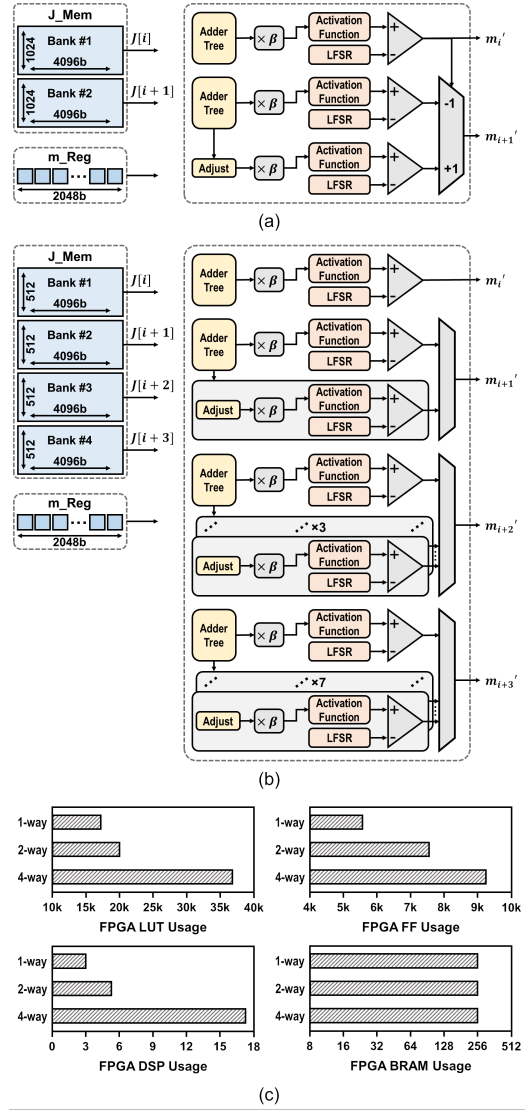 J_Mem
Bank #1
1024
4096b
J[i]
Bank #2
1024
4096b
J[i + 1]
m_Reg
2048b
Adder Tree
× β
Activation Function
LFSR
+
−
m_i′
Adder Tree
× β
Activation Function
LFSR
+
−
-1
+1
m_{i+1}′
Adjust
× β
Activation Function
LFSR
+
−
(a)
J_Mem
Bank #1
512
4096b
J[i]
Bank #2
512
4096b
J[i + 1]
Bank #3
512
4096b
J[i + 2]
Bank #4
512
4096b
J[i + 3]
m_Reg
2048b
Adder Tree
× β
Activation Function
LFSR
+
−
m_i′
Adder Tree
× β
Activation Function
LFSR
+
−
m_{i+1}′
Adjust
× β
Activation Function
LFSR
+
−
Adder Tree
× β
Activation Function
LFSR
+
−
×3
m_{i+2}′
Adjust
× β
Activation Function
LFSR
+
−
Adder Tree
× β
Activation Function
LFSR
+
−
×7
m_{i+3}′
Adjust
× β
Activation Function
LFSR
+
−
(b)
1-way
2-way
4-way
10k 15k 20k 25k 30k 35k 40k
FPGA LUT Usage
1-way
2-way
4-way
4k 5k 6k 7k 8k 9k 10k
FPGA FF Usage
1-way
2-way
4-way
0 3 6 9 12 15 18
FPGA DSP Usage
1-way
2-way
4-way
8 16 32 64 128 256 512
FPGA BRAM Usage
(c)